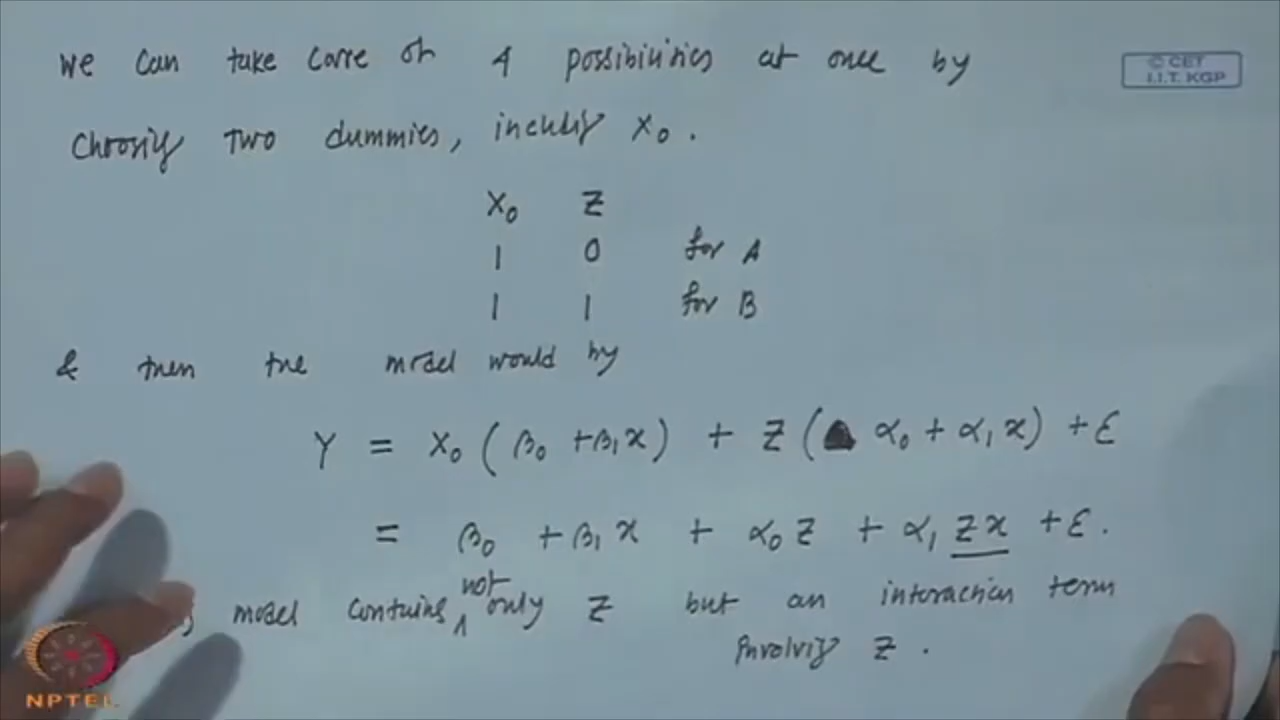 We can take care of 4 possibilities at once by
© CET
I.I.T. KGP
choosing two dummies, including X₀.
X₀ Z
1 0 for A
1 1 for B
& then the model would by
Y = X₀ (β₀ + β₁x) + Z ( α₀ + α₁x) + ε
= β₀ + β₁x + α₀Z + α₁Zx + ε.
model contains not only Z but an interaction term
involving Z.
NPTEL